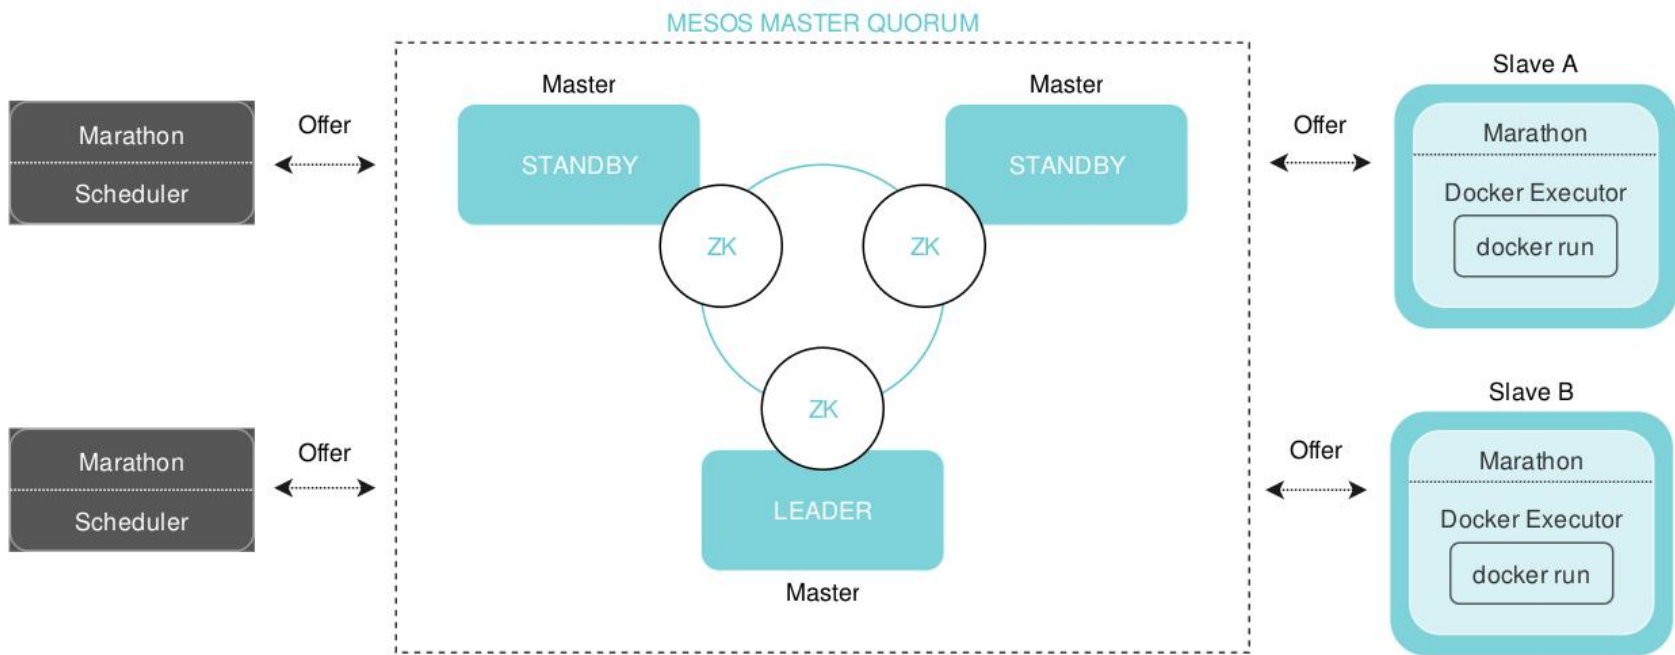 MESOS MASTER QUORUM
Marathon
Scheduler
Offer
Marathon
Scheduler
Offer
Master
STANDBY
Master
STANDBY
ZK
ZK
ZK
LEADER
Master
Offer
Slave A
Marathon
Docker Executor
docker run
Offer
Slave B
Marathon
Docker Executor
docker run